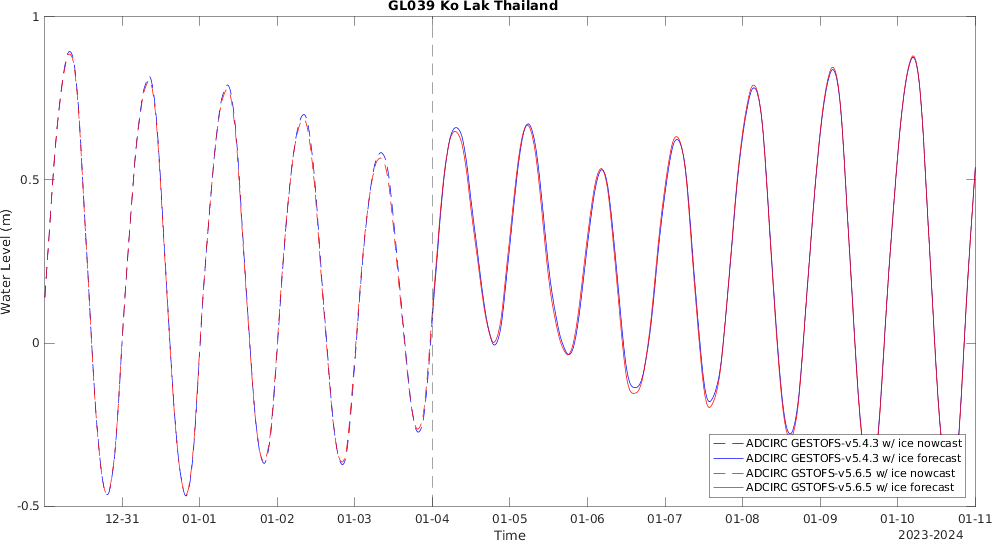 GL039 Ko Lak Thailand
1
0.5
0
-0.5
Water Level (m)
ADCIRC GESTOFS-v5.4.3 w/ ice nowcast
ADCIRC GESTOFS-v5.4.3 w/ ice forecast
ADCIRC GSTOFS-v5.6.5 w/ ice nowcast
ADCIRC GSTOFS-v5.6.5 w/ ice forecast
12-31 01-01 01-02 01-03 01-04 01-05 01-06 01-07 01-08 01-09 01-10 01-11
Time
2023-2024